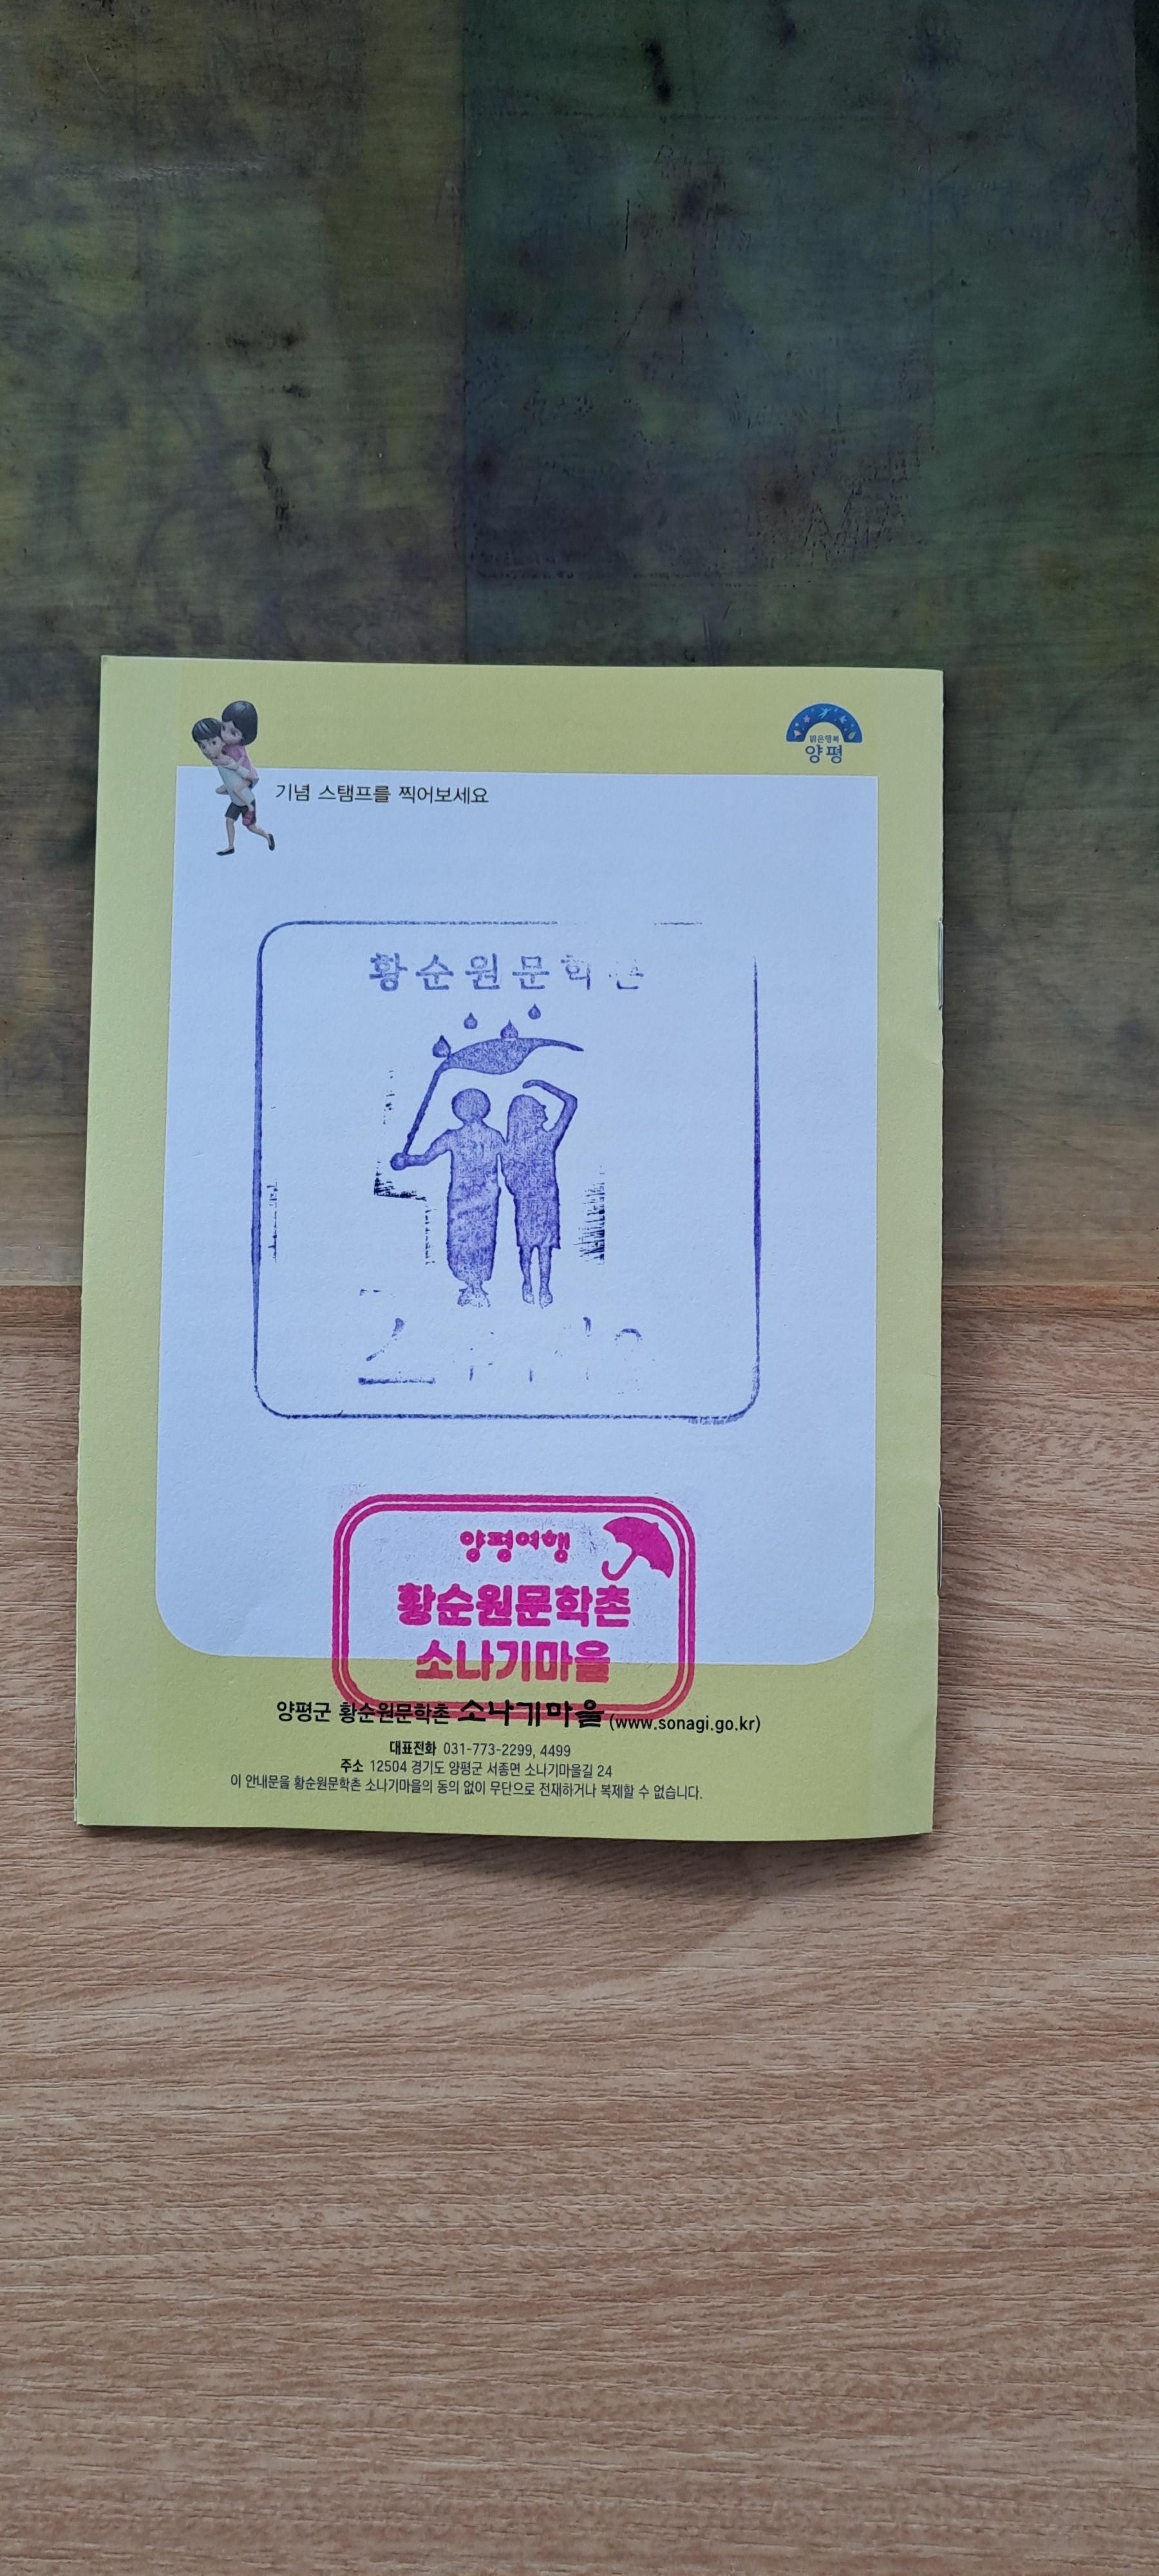 맑은행복
양평
기념 스탬프를 찍어보세요
황순원문학촌
양평여행
황순원문학촌
소나기마을
양평군 황순원문학촌 소나기마을 (www.sonagi.go.kr)
대표전화 031-773-2299, 4499
주소 12504 경기도 양평군 서종면 소나기마을길 24
이 안내문을 황순원문학촌 소나기마을의 동의 없이 무단으로 전재하거나 복제할 수 없습니다.